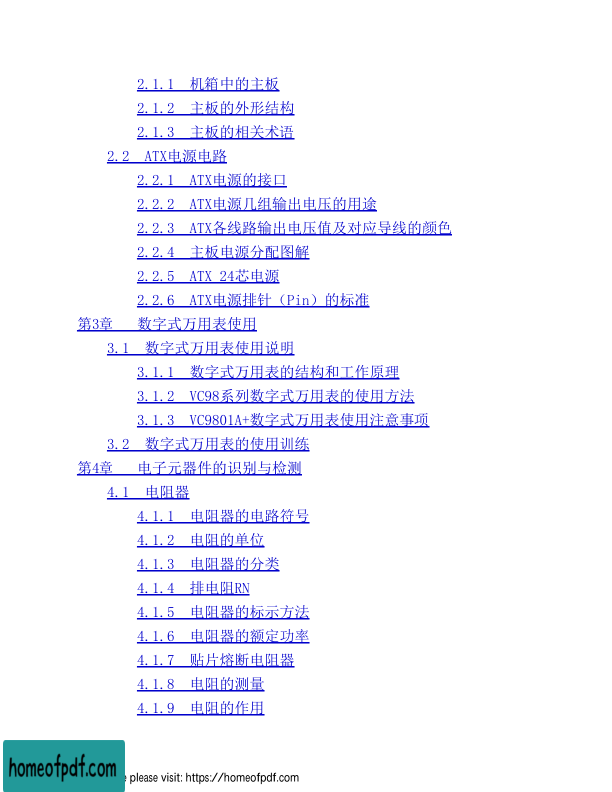 2.1.1 机箱中的主板
2.1.2 主板的外形结构
2.1.3 主板的相关术语
2.2 ATX电源电路
2.2.1 ATX电源的接口
2.2.2 ATX电源几组输出电压的用途
2.2.3 ATX各线路输出电压值及对应导线的颜色
2.2.4 主板电源分配图解
2.2.5 ATX 24芯电源
2.2.6 ATX电源排针（Pin）的标准
第3章 数字式万用表使用
3.1 数字式万用表使用说明
3.1.1 数字式万用表的结构和工作原理
3.1.2 VC98系列数字式万用表的使用方法
3.1.3 VC9801A+数字式万用表使用注意事项
3.2 数字式万用表的使用训练
第4章 电子元器件的识别与检测
4.1 电阻器
4.1.1 电阻器的电路符号
4.1.2 电阻的单位
4.1.3 电阻器的分类
4.1.4 排电阻RN
4.1.5 电阻器的标示方法
4.1.6 电阻器的额定功率
4.1.7 贴片熔断电阻器
4.1.8 电阻的测量
4.1.9 电阻的作用
homeofpdf.com
e please visit: https://homeofpdf.com